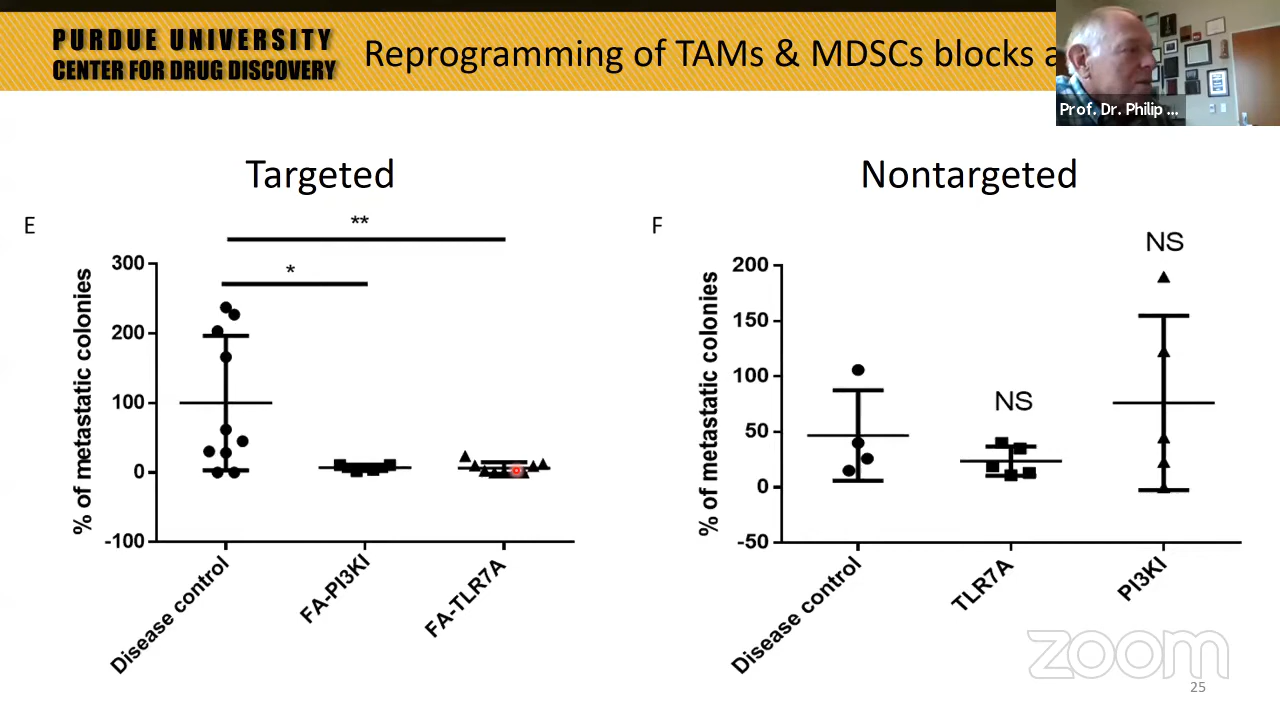 PURDUE UNIVERSITY
CENTER FOR DRUG DISCOVERY
Reprogramming of TAMs & MDSCs blocks
Prof. Dr. Philip ...
Targeted
Nontargeted
E
**
*
300
200
100
0
-100
% of metastatic colonies
Disease control
FA-PI3KI
FA-TLR7A
F
NS
NS
200
150
100
50
0
-50
% of metastatic colonies
Disease control
TLR7A
PI3KI
zoom
25